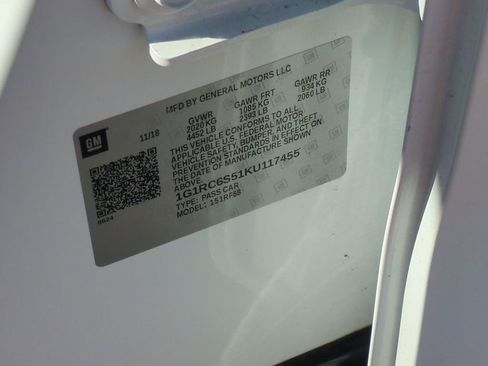 MFD BY GENERAL MOTORS LLC
GM
11/18
GVWR GAWR FRT GAWR RR
2020 KG 1085 KG 934 KG
4452 LB 2393 LB 2060 LB
THIS VEHICLE CONFORMS TO ALL
APPLICABLE U.S. FEDERAL MOTOR
VEHICLE SAFETY, BUMPER, AND THEFT
PREVENTION STANDARDS IN EFFECT ON
THE DATE OF MANUFACTURE SHOWN
ABOVE.
1G1RC6S51KU117455
TYPE: PASS CAR
MODEL: 1S1RF68